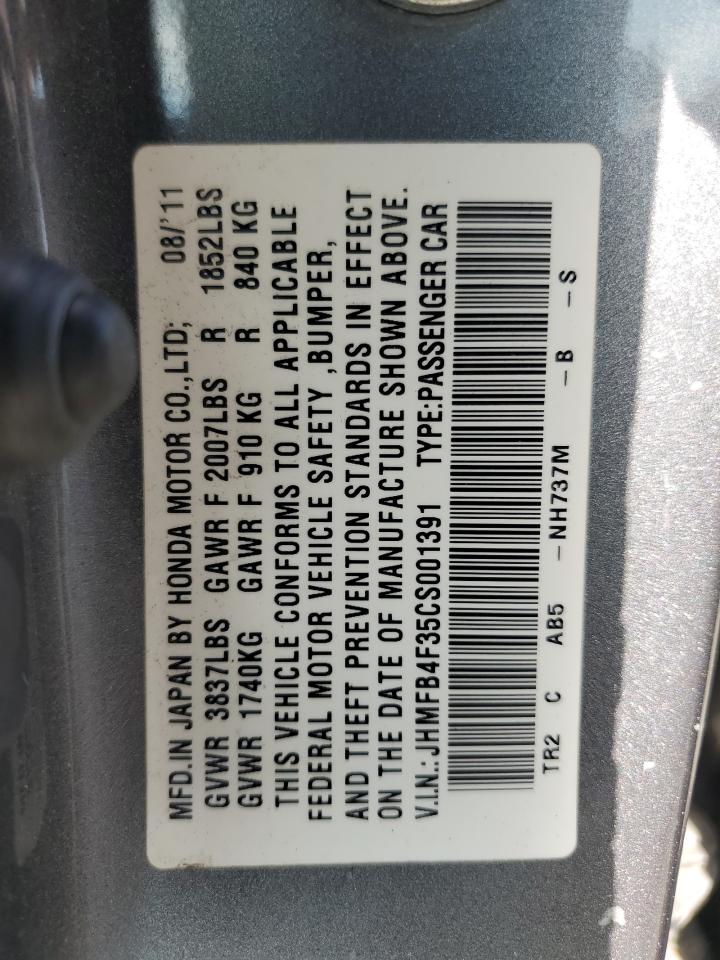 MFD.IN JAPAN BY HONDA MOTOR CO.,LTD; 08/'11
GVWR 3837LBS GAWR F 2007LBS R 1852LBS
GVWR 1740KG GAWR F 910 KG R 840 KG
THIS VEHICLE CONFORMS TO ALL APPLICABLE
FEDERAL MOTOR VEHICLE SAFETY ,BUMPER,
AND THEFT PREVENTION STANDARDS IN EFFECT
ON THE DATE OF MANUFACTURE SHOWN ABOVE.
V.I.N.: JHMFB4F35CS001391 TYPE:PASSENGER CAR
TR2 C AB5 -NH737M -B -S